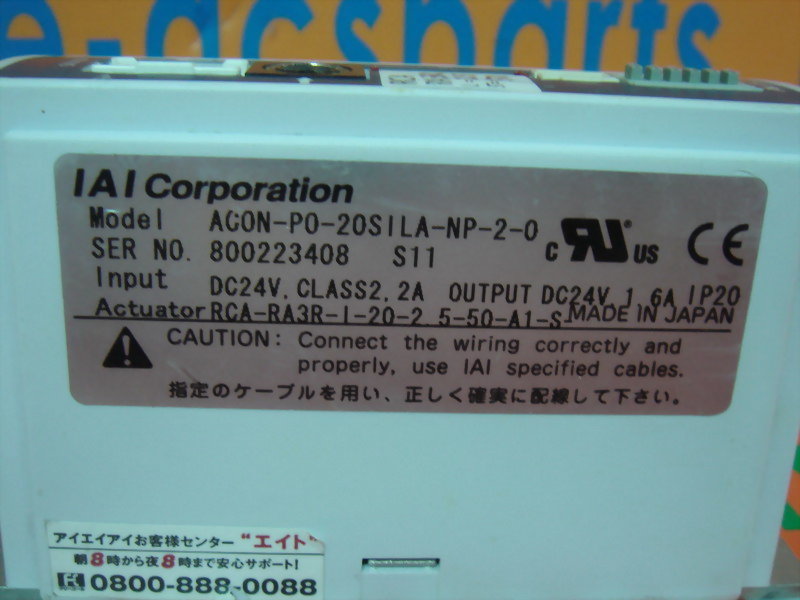 e-dcsparts
IAI Corporation
Model ACON-PO-20SILA-NP-2-0
SER NO. 800223408 S11
Input DC24V, CLASS2, 2A OUTPUT DC24V 1.6A IP20
Actuator RCA-RA3R-I-20-2.5-50-A1-S MADE IN JAPAN
c RU US CE
CAUTION: Connect the wiring correctly and
properly, use IAI specified cables.
指定のケーブルを用い、正しく確実に配線して下さい。
アイエイアイお客様センター "エイト"
朝8時から夜8時まで安心サポート!
0800-888-0088